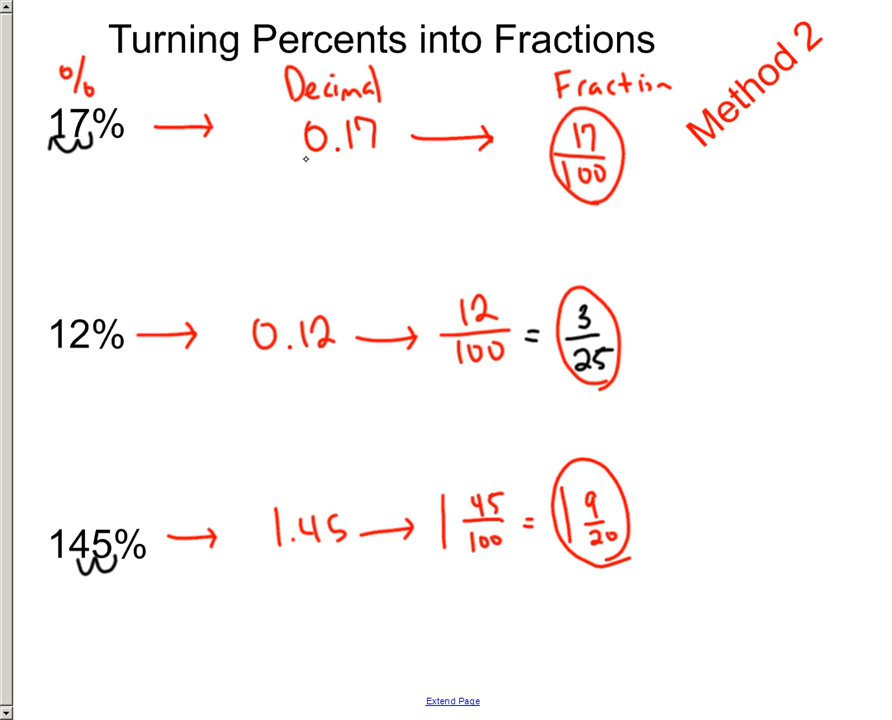 Turning Percents into Fractions
Method 2
% Decimal Fraction
17% → 0.17 → 17/100
12% → 0.12 → 12/100 = 3/25
145% → 1.45 → 1 45/100 = 1 9/20
Extend Page